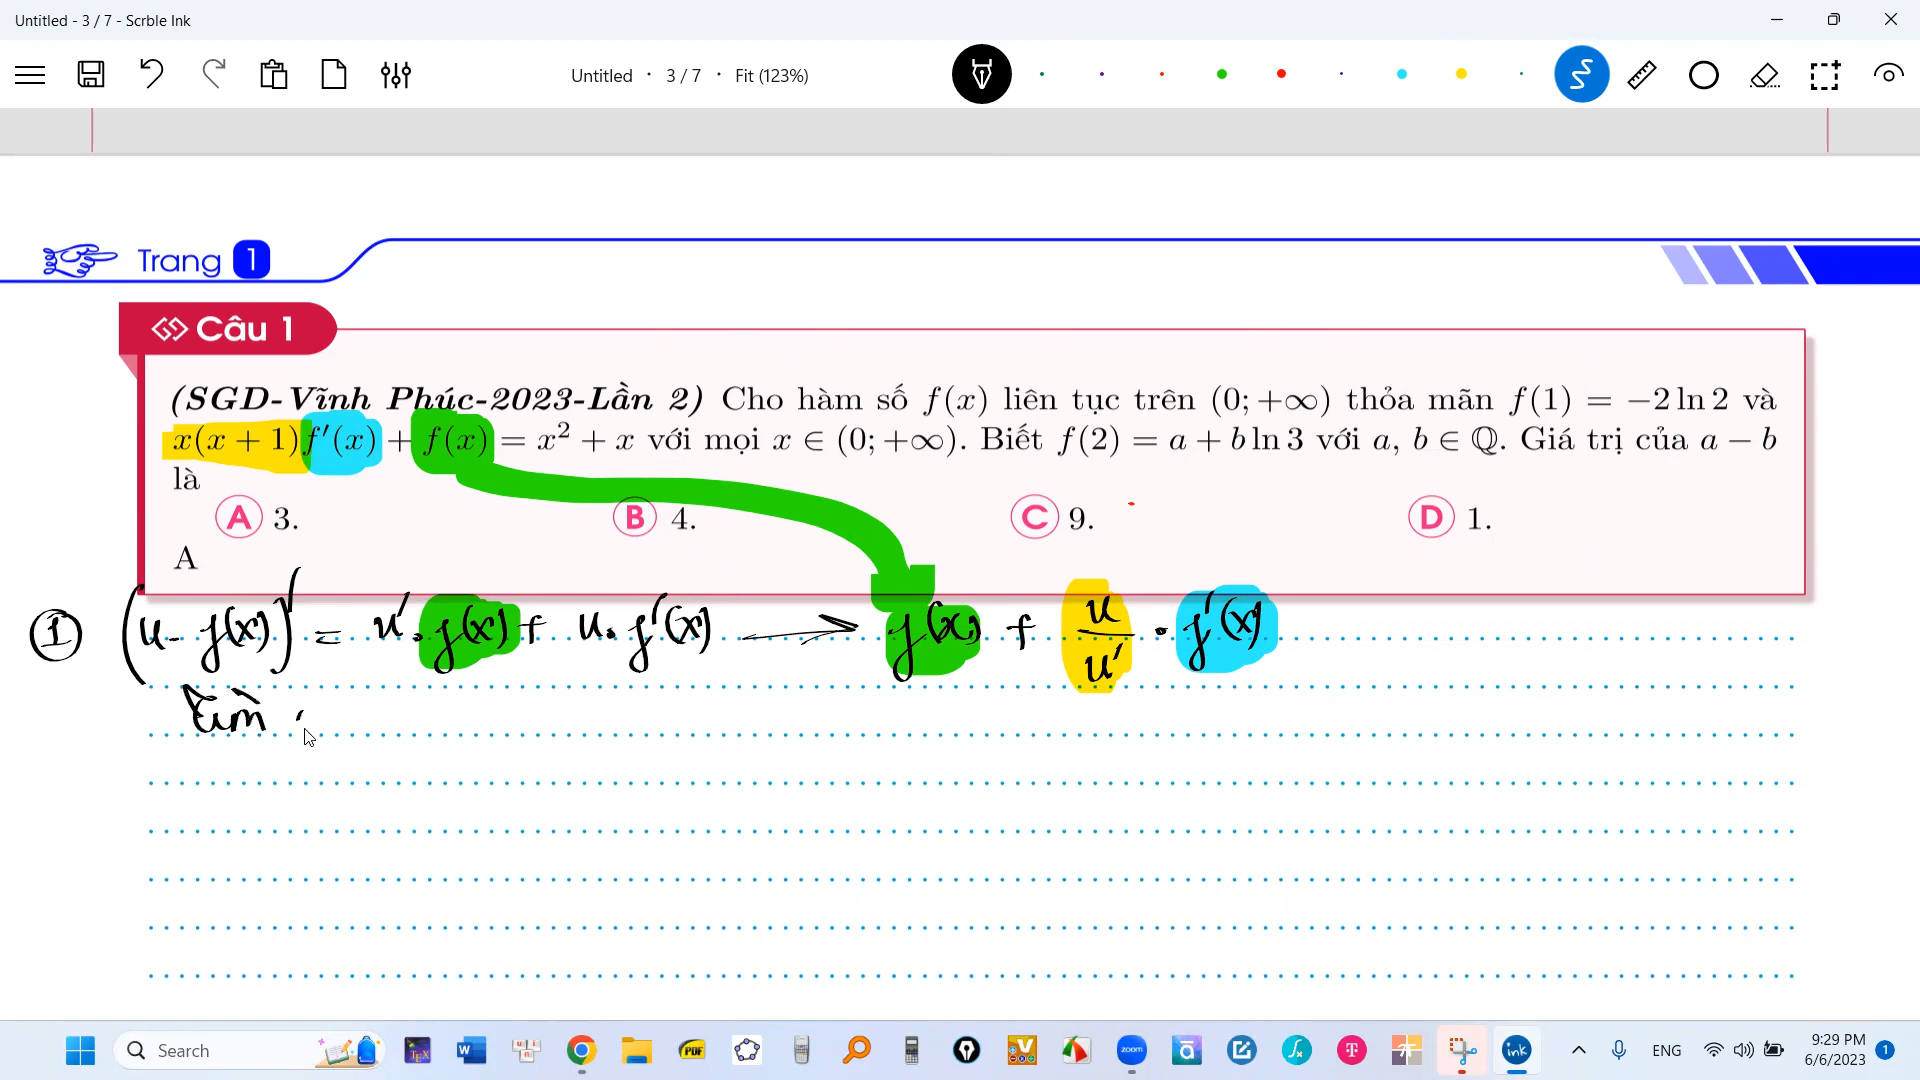 Untitled - 3 / 7 - Scrble Ink
Untitled · 3 / 7 · Fit (123%)
Trang 1
Câu 1
(SGD-Vĩnh Phúc-2023-Lần 2) Cho hàm số f(x) liên tục trên (0; +∞) thỏa mãn f(1) = −2 ln 2 và
x(x + 1)f′(x) + f(x) = x² + x với mọi x ∈ (0; +∞). Biết f(2) = a + b ln 3 với a, b ∈ ℚ. Giá trị của a − b
là
A 3. B 4. C 9. D 1.
A
① (u · f(x))′ = u′ · f(x) + u · f′(x) → f(x) + u/u′ · f′(x)
Tìm
Search
ENG
9:29 PM
6/6/2023
1